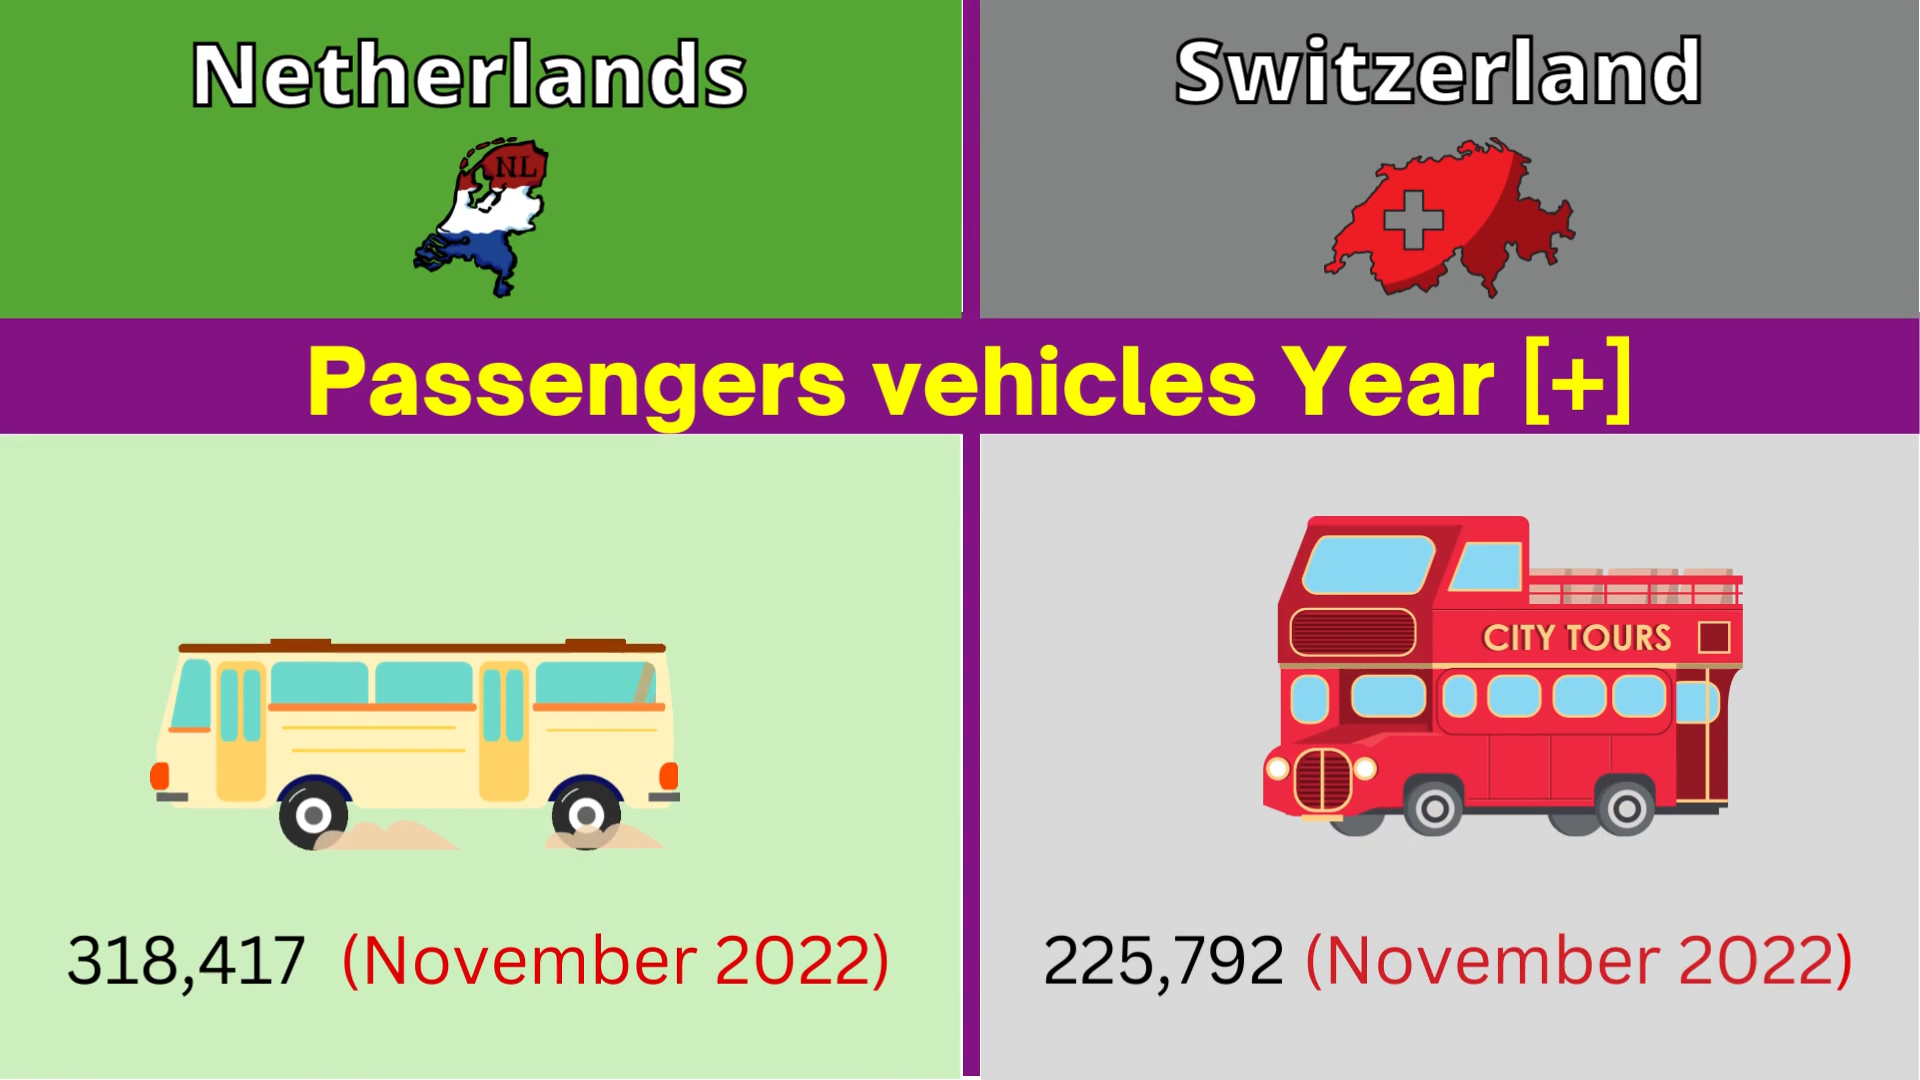 Netherlands
Switzerland
NL
Passengers vehicles Year [+]
CITY TOURS
318,417 (November 2022)
225,792 (November 2022)